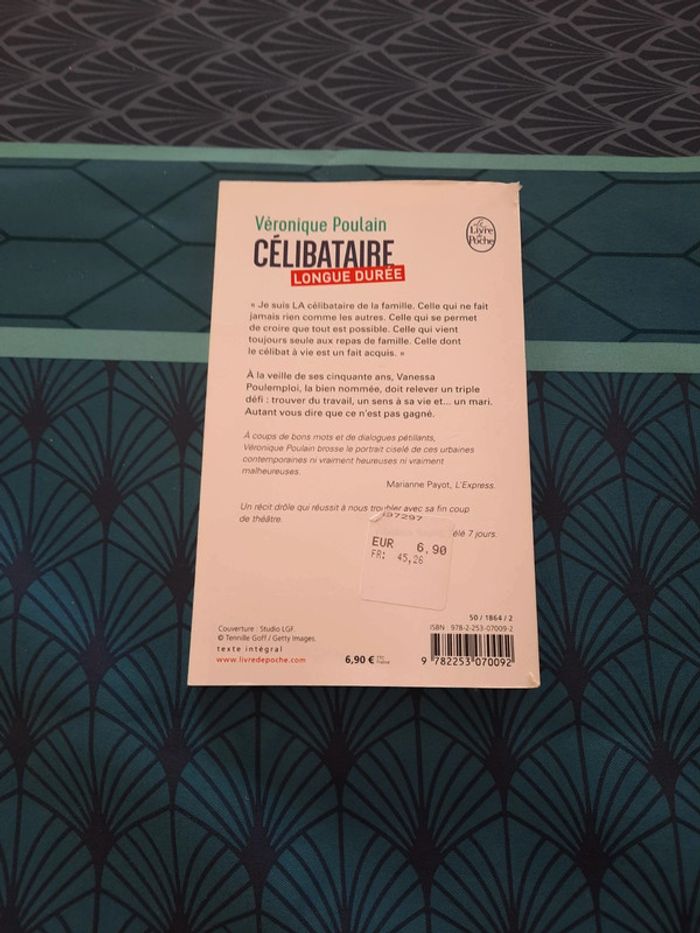 Véronique Poulain
CÉLIBATAIRE
LONGUE DURÉE
Le
Livre
de
Poche
« Je suis LA célibataire de la famille. Celle qui ne fait
jamais rien comme les autres. Celle qui se permet
de croire que tout est possible. Celle qui vient
toujours seule aux repas de famille. Celle dont
le célibat à vie est un fait acquis. »
À la veille de ses cinquante ans, Vanessa
Poulemploi, la bien nommée, doit relever un triple
défi : trouver du travail, un sens à sa vie et... un mari.
Autant vous dire que ce n'est pas gagné.
À coups de bons mots et de dialogues pétillants,
Véronique Poulain brosse le portrait ciselé de ces urbaines
contemporaines ni vraiment heureuses ni vraiment
malheureuses.
Marianne Payot, L'Express.
Un récit drôle qui réussit à nous troubler avec sa fin coup
de théâtre.
élé 7 jours.
EUR 6,90
FR: 45,26
Couverture : Studio LGF.
© Tennille Goff / Getty Images.
texte intégral
www.livredepoche.com
6,90 € TTC
France
50 / 1864 / 2
ISBN 978-2-253-07009-2
9 782253 070092